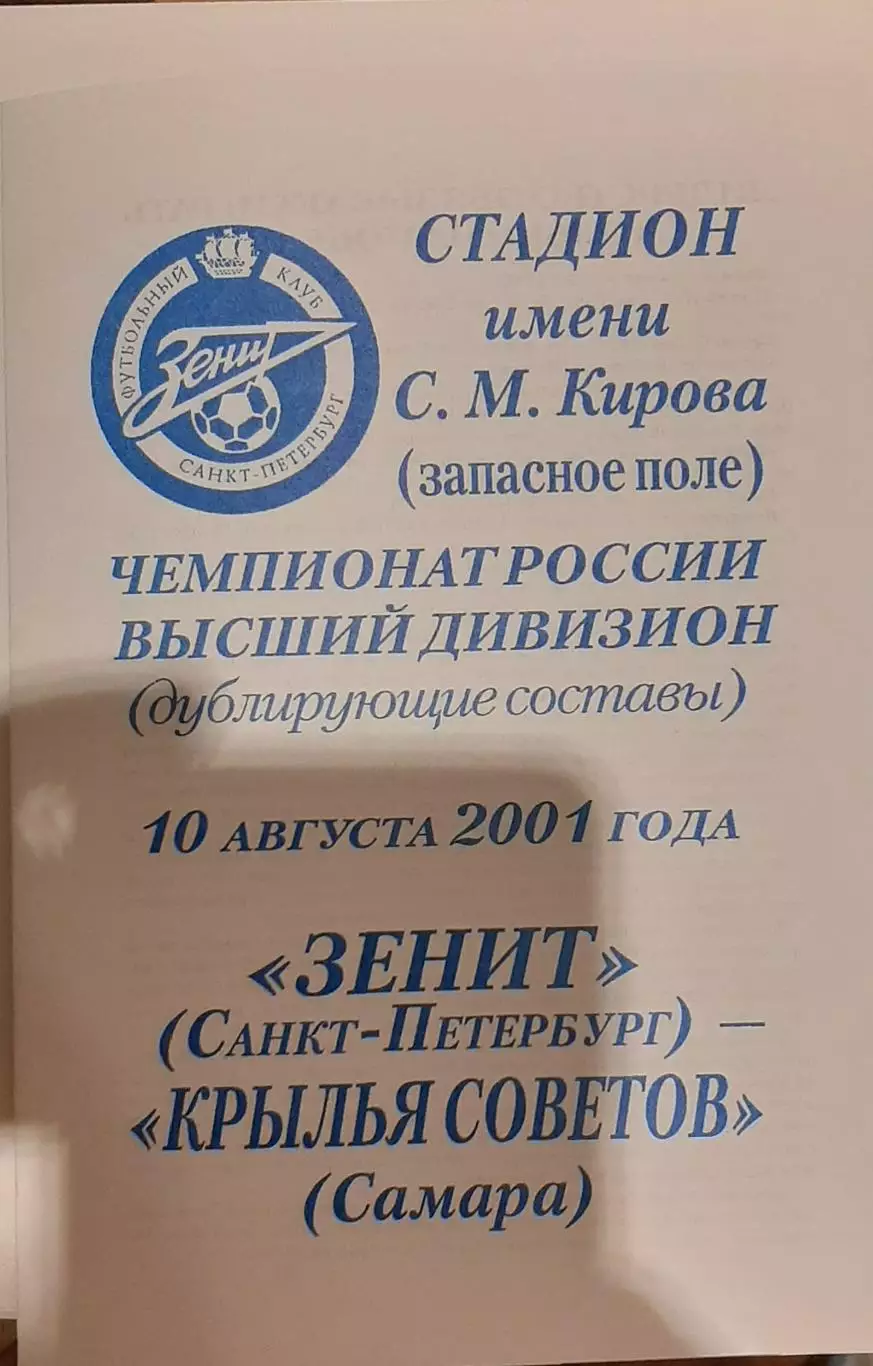 ФУТБОЛЬНЫЙ КЛУБ
Зенит
САНКТ-ПЕТЕРБУРГ
СТАДИОН
имени
С. М. Кирова
(запасное поле)
ЧЕМПИОНАТ РОССИИ
ВЫСШИЙ ДИВИЗИОН
(дублирующие составы)
10 АВГУСТА 2001 ГОДА
«ЗЕНИТ»
(САНКТ-ПЕТЕРБУРГ) —
«КРЫЛЬЯ СОВЕТОВ»
(Самара)